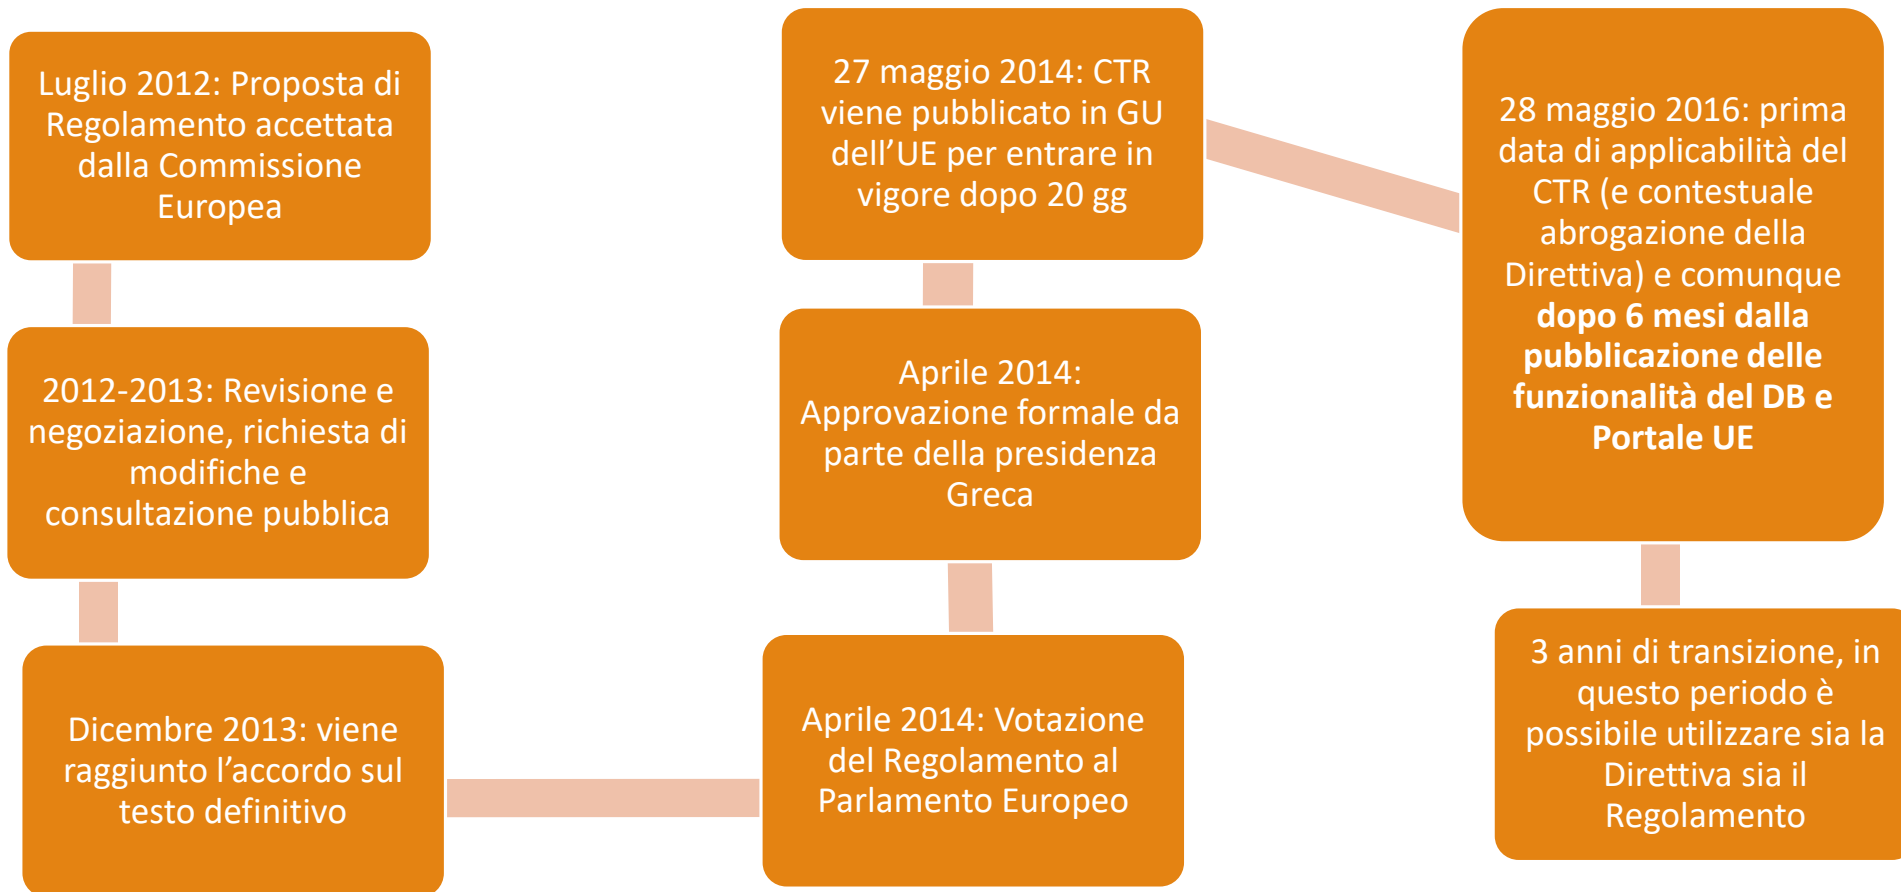 Luglio 2012: Proposta di
Regolamento accettata
dalla Commissione
Europea
2012-2013: Revisione e
negoziazione, richiesta di
modifiche e
consultazione pubblica
Dicembre 2013: viene
raggiunto l’accordo sul
testo definitivo
Aprile 2014: Votazione
del Regolamento al
Parlamento Europeo
Aprile 2014:
Approvazione formale da
parte della presidenza
Greca
27 maggio 2014: CTR
viene pubblicato in GU
dell’UE per entrare in
vigore dopo 20 gg
28 maggio 2016: prima
data di applicabilità del
CTR (e contestuale
abrogazione della
Direttiva) e comunque
dopo 6 mesi dalla
pubblicazione delle
funzionalità del DB e
Portale UE
3 anni di transizione, in
questo periodo è
possibile utilizzare sia la
Direttiva sia il
Regolamento